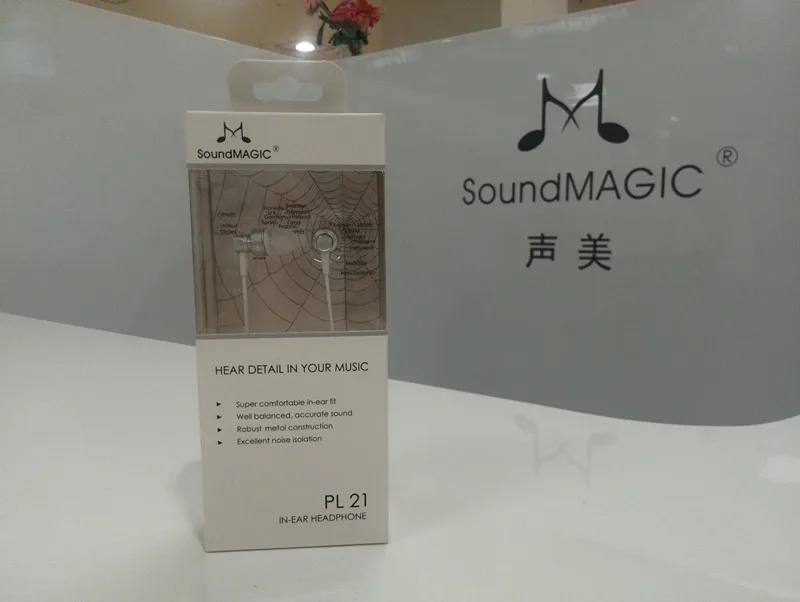 SoundMAGIC®
HEAR DETAIL IN YOUR MUSIC
► Super comfortable in-ear fit
► Well balanced, accurate sound
► Robust metal construction
► Excellent noise isolation
PL 21
IN-EAR HEADPHONE
SoundMAGIC®
声美